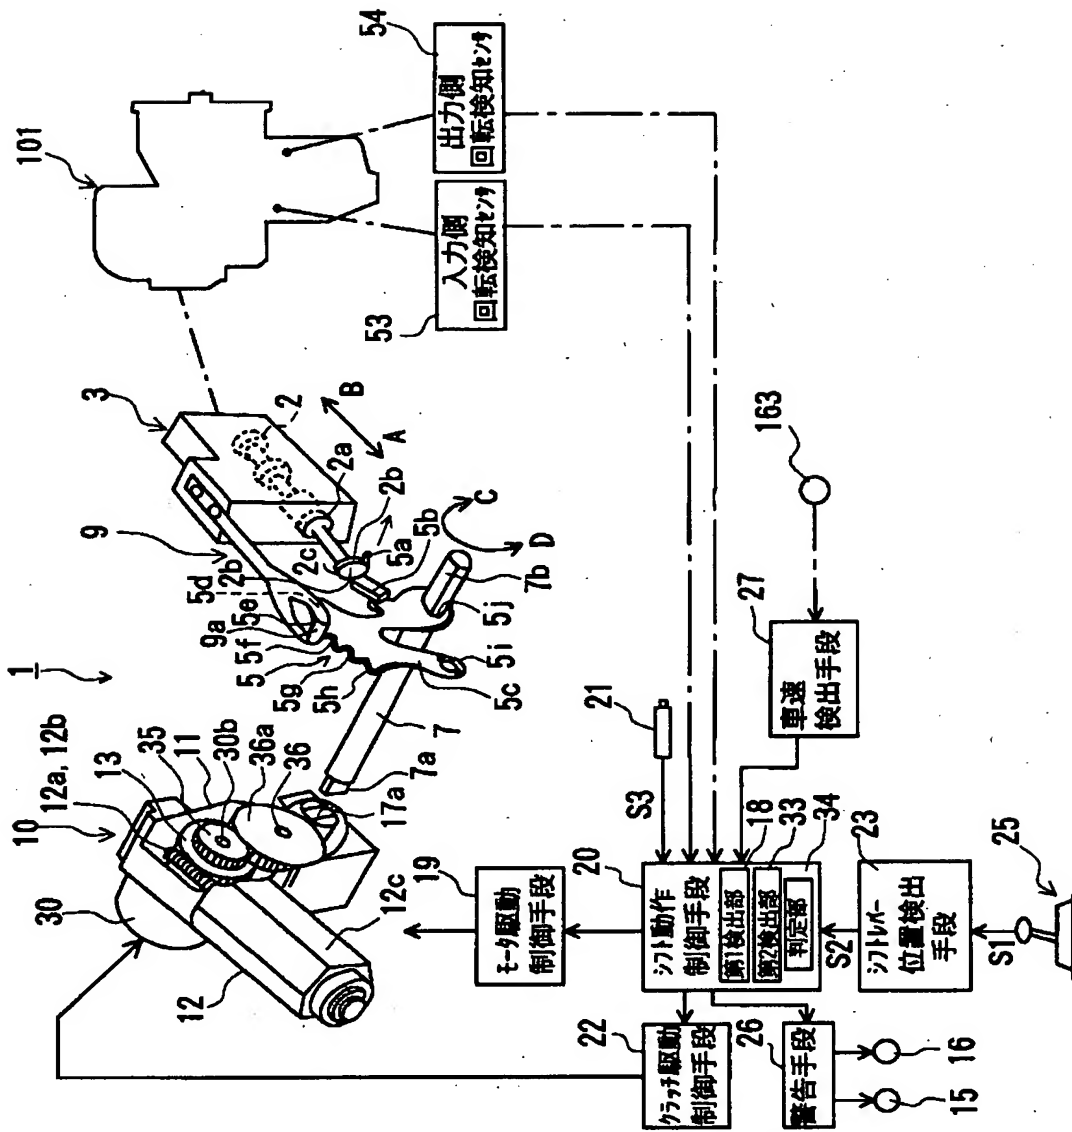 101
54
出力側
回転検知センサ
入力側
回転検知センサ
53
3
2
B
A
2a
2b
C
D
9
5d
2b
2c
5a
5b
7b
5e
9a
5f
5
5g
5h
5j
5i
5c
1
7
7a
10
12a, 12b
13
35
11
30b
36a
36
17a
30
12
12c
163
27
車速
検出手段
21
S3
19
モータ駆動
制御手段
20
シフト動作
制御手段
18
第1検出部
33
第2検出部
34
判定部
22
クラッチ駆動
制御手段
26
警告手段
15
16
S2
23
シフトレバー
位置検出
手段
S1
25